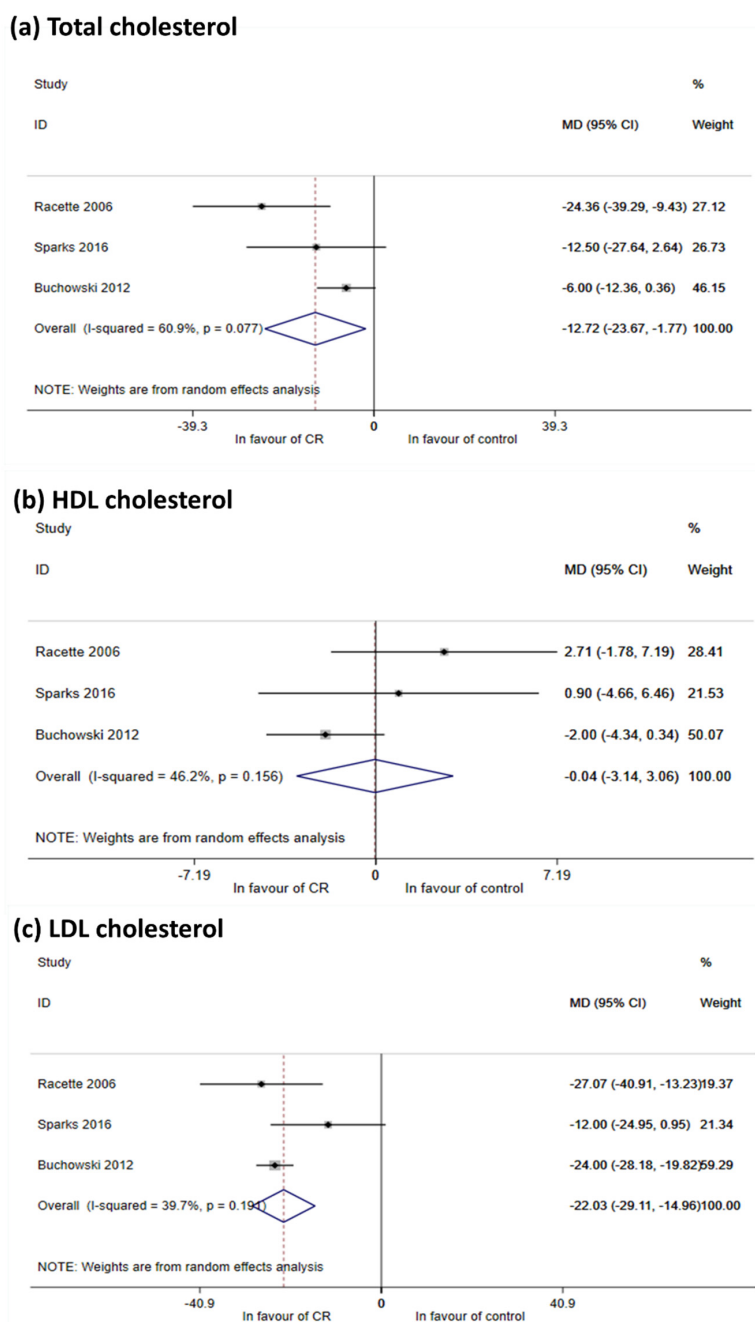 (a) Total cholesterol
Study %
ID MD (95% CI) Weight
Racette 2006 -24.36 (-39.29, -9.43) 27.12
Sparks 2016 -12.50 (-27.64, 2.64) 26.73
Buchowski 2012 -6.00 (-12.36, 0.36) 46.15
Overall (I-squared = 60.9%, p = 0.077) -12.72 (-23.67, -1.77) 100.00
NOTE: Weights are from random effects analysis
-39.3 0 39.3
In favour of CR In favour of control
(b) HDL cholesterol
Study %
ID MD (95% CI) Weight
Racette 2006 2.71 (-1.78, 7.19) 28.41
Sparks 2016 0.90 (-4.66, 6.46) 21.53
Buchowski 2012 -2.00 (-4.34, 0.34) 50.07
Overall (I-squared = 46.2%, p = 0.156) -0.04 (-3.14, 3.06) 100.00
NOTE: Weights are from random effects analysis
-7.19 0 7.19
In favour of CR In favour of control
(c) LDL cholesterol
Study %
ID MD (95% CI) Weight
Racette 2006 -27.07 (-40.91, -13.23) 19.37
Sparks 2016 -12.00 (-24.95, 0.95) 21.34
Buchowski 2012 -24.00 (-28.18, -19.82) 59.29
Overall (I-squared = 39.7%, p = 0.191) -22.03 (-29.11, -14.96) 100.00
NOTE: Weights are from random effects analysis
-40.9 0 40.9
In favour of CR In favour of control